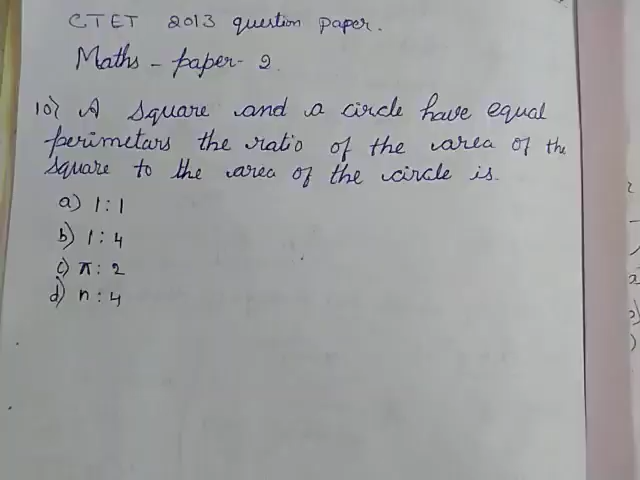 CTET 2013 question paper.
Maths - paper - 2.
10) A Square and a circle have equal
perimetars the ratio of the area of the
square to the area of the circle is.
a) 1:1
b) 1:4
c) π: 2
d) n:4